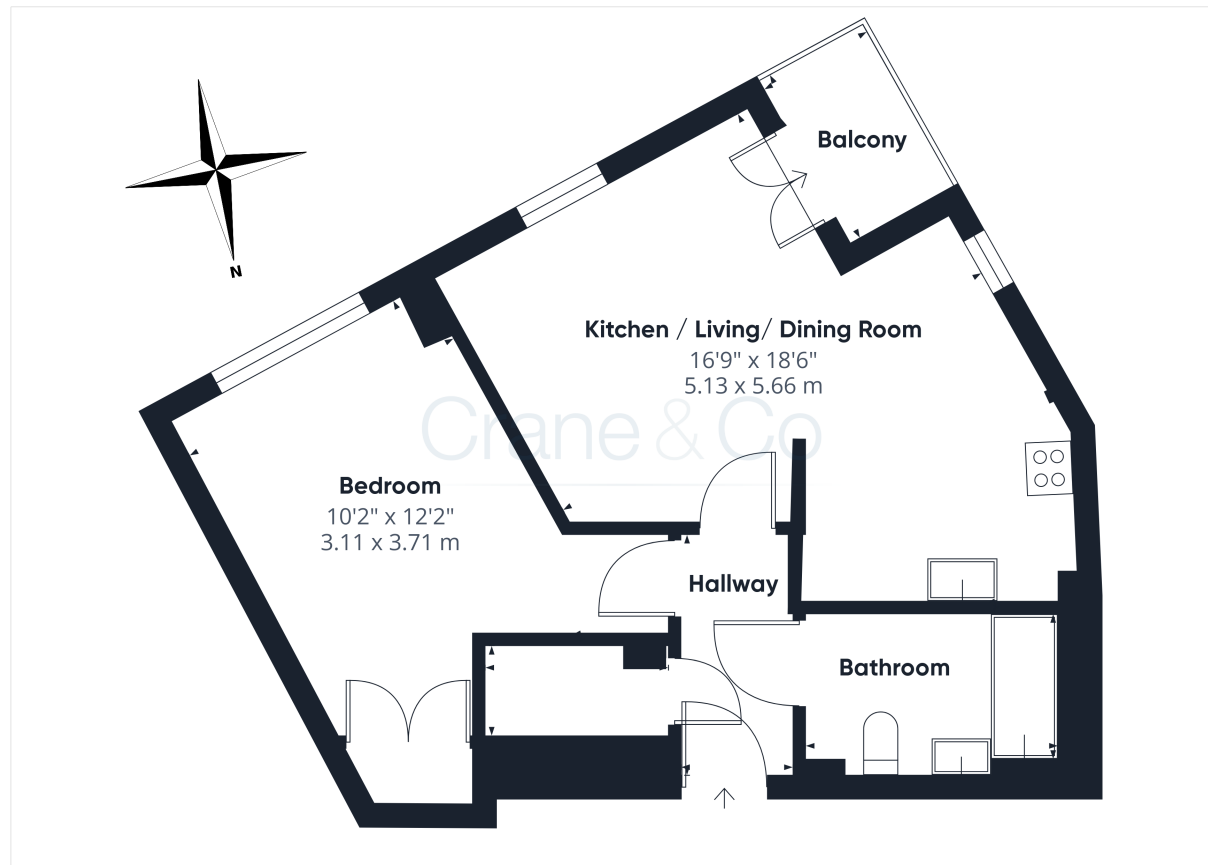 N
Balcony
Kitchen / Living/ Dining Room
16'9" x 18'6"
5.13 x 5.66 m
Crane & Co
Bedroom
10'2" x 12'2"
3.11 x 3.71 m
Hallway
Bathroom